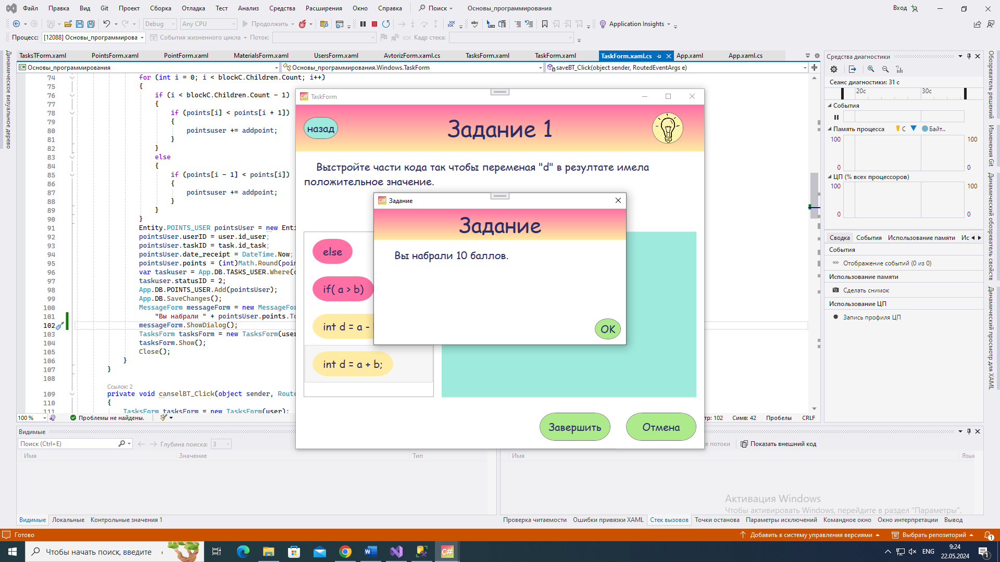 Файл Правка Вид Git Проект Сборка Отладка Тест Анализ Средства Расширения Окно Справка Поиск Основы_программирования Вход
Debug Any CPU Продолжить Application Insights
Процесс: [12088] Основы_программирова События жизненного цикла Поток: Кадр стека:
TasksTForm.xaml PointsForm.xaml PointForm.xaml MaterialsForm.xaml UsersForm.xaml AvtorizForm.xaml.cs TasksForm.xaml TaskForm.xaml TaskForm.xaml.cs App.xaml App.xaml.cs
Основы_программирования Основы_программирования.Windows.TaskForm saveBT_Click(object sender, RoutedEventArgs e)
Динамическое визуальное дерево
74 for (int i = 0; i < blockC.Children.Count; i++)
75 {
76 if (i < blockC.Children.Count - 1)
77 {
78 if (points[i] < points[i + 1])
79 {
80 pointsuser += addpoint;
81 }
82 }
83 else
84 {
85 if (points[i - 1] < points[i])
86 {
87 pointsuser += addpoint;
88 }
89 }
90 }
91 Entity.POINTS_USER pointsUser = new Enti
92 pointsUser.userID = user.id_user;
93 pointsUser.taskID = task.id_task;
94 pointsUser.date_receipt = DateTime.Now;
95 pointsUser.points = (int)Math.Round(poin
96 var taskuser = App.DB.TASKS_USER.Where(c
97 taskuser.statusID = 2;
98 App.DB.POINTS_USER.Add(pointsUser);
99 App.DB.SaveChanges();
100 MessageForm messageForm = new MessageFor
101 "Вы набрали " + pointsUser.points.To
102 messageForm.ShowDialog();
103 TasksForm tasksForm = new TasksForm(user
104 tasksForm.Show();
105 Close();
106 }
107 }
108
Ссылок: 2
109 private void canselBT_Click(object sender, Route
110 {
111 TasksForm tasksForm = new TasksForm(user);
100 % Проблемы не найдены. тр: 102 Симв: 42 Пробелы CRLF
TaskForm
назад
Задание 1
Выстройте части кода так чтобы переменая "d" в резултате имела
положительное значение.
else
if( a > b)
int d = a -
int d = a + b;
Завершить Отмена
C# Задание
Задание
Вы набрали 10 баллов.
OK
Средства диагностики
Сеанс диагностики: 31 с
20с 30с
События
Память процесса С Байт..
100 100
0 0
ЦП (% всех процессоров)
100 100
0 0
Сводка События Использование памяти Ис
События
Отображение событий (0 из 0)
Использование памяти
Сделать снимок
Использование ЦП
Запись профиля ЦП
Обозреватель решений
Изменения Git
Динамический обозреватель свойств
Динамический просмотр для XAML
Видимые
Поиск (Ctrl+E) Глубина поиска: 3
Имя Значение Тип
Видимые Локальные Контрольные значения 1
е потоки Показать внешний код
Имя Язык
Активация Windows
Чтобы активировать Windows, перейдите в раздел "Параметры".
Проверка читаемости Ошибки привязки XAML Стек вызовов Точки останова Параметры исключений Командное окно Окно интерпретации Вывод
Готово Добавить в систему управления версиями Выбрать репозиторий 1
Чтобы начать поиск, введите C# ENG 9:24
22.05.2024 1